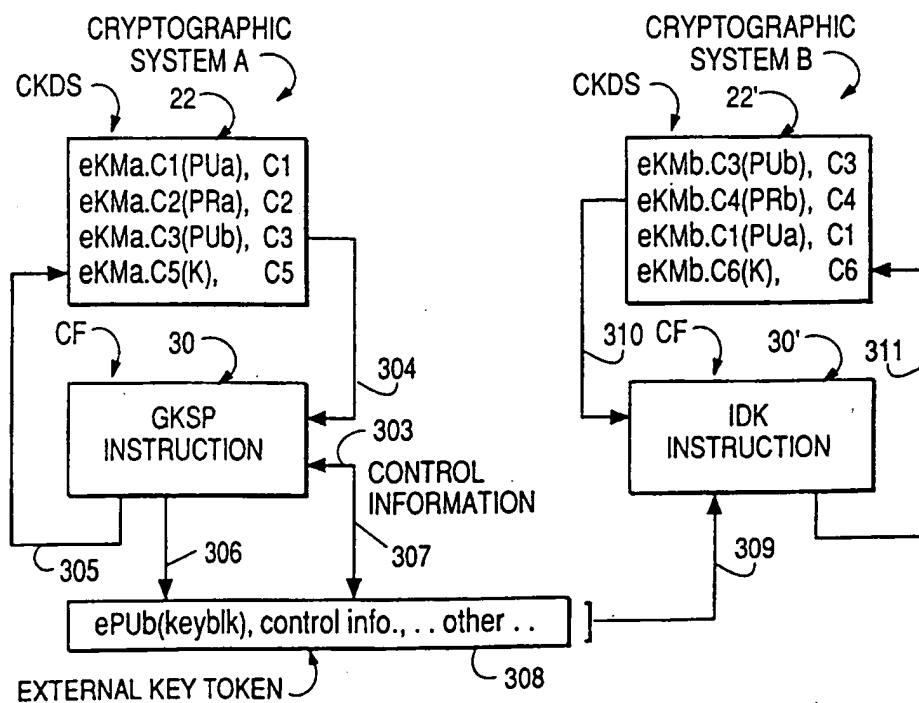 CRYPTOGRAPHIC
SYSTEM A
CKDS
22
eKMa.C1(PUa), C1
eKMa.C2(PRa), C2
eKMa.C3(PUb), C3
eKMa.C5(K), C5
CF
30
304
GKSP
INSTRUCTION
303
CONTROL
INFORMATION
305
306
307
CRYPTOGRAPHIC
SYSTEM B
CKDS
22'
eKMb.C3(PUb), C3
eKMb.C4(PRb), C4
eKMb.C1(PUa), C1
eKMb.C6(K), C6
310
CF
30'
311
IDK
INSTRUCTION
309
ePUb(keyblk), control info., . . other . .
308
EXTERNAL KEY TOKEN